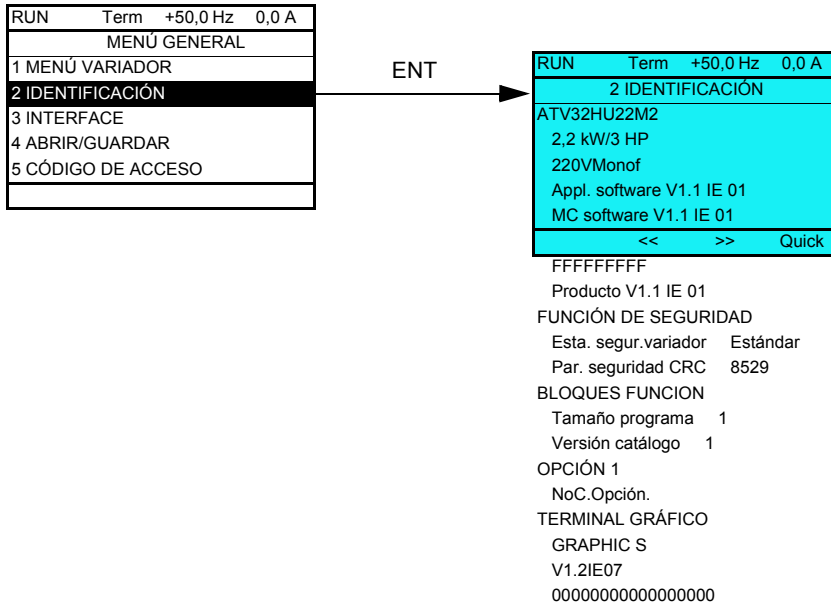 RUN Term +50,0 Hz 0,0 A
MENÚ GENERAL
1 MENÚ VARIADOR
2 IDENTIFICACIÓN
3 INTERFACE
4 ABRIR/GUARDAR
5 CÓDIGO DE ACCESO
ENT
RUN Term +50,0 Hz 0,0 A
2 IDENTIFICACIÓN
ATV32HU22M2
2,2 kW/3 HP
220VMonof
Appl. software V1.1 IE 01
MC software V1.1 IE 01
<< >> Quick
FFFFFFFFF
Producto V1.1 IE 01
FUNCIÓN DE SEGURIDAD
Esta. segur.variador Estándar
Par. seguridad CRC 8529
BLOQUES FUNCION
Tamaño programa 1
Versión catálogo 1
OPCIÓN 1
NoC.Opción.
TERMINAL GRÁFICO
GRAPHIC S
V1.2IE07
00000000000000000